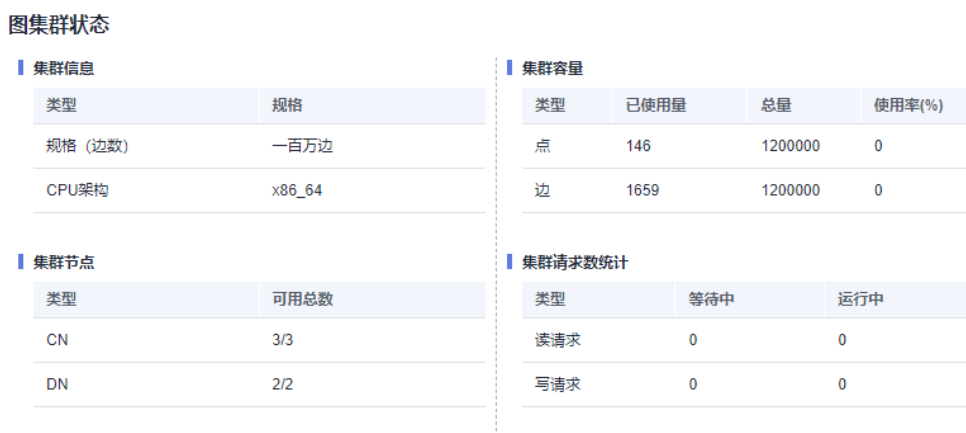 图集群状态
集群信息
类型 规格
规格（边数） 一百万边
CPU架构 x86_64
集群容量
类型 已使用量 总量 使用率(%)
点 146 1200000 0
边 1659 1200000 0
集群节点
类型 可用总数
CN 3/3
DN 2/2
集群请求数统计
类型 等待中 运行中
读请求 0 0
写请求 0 0